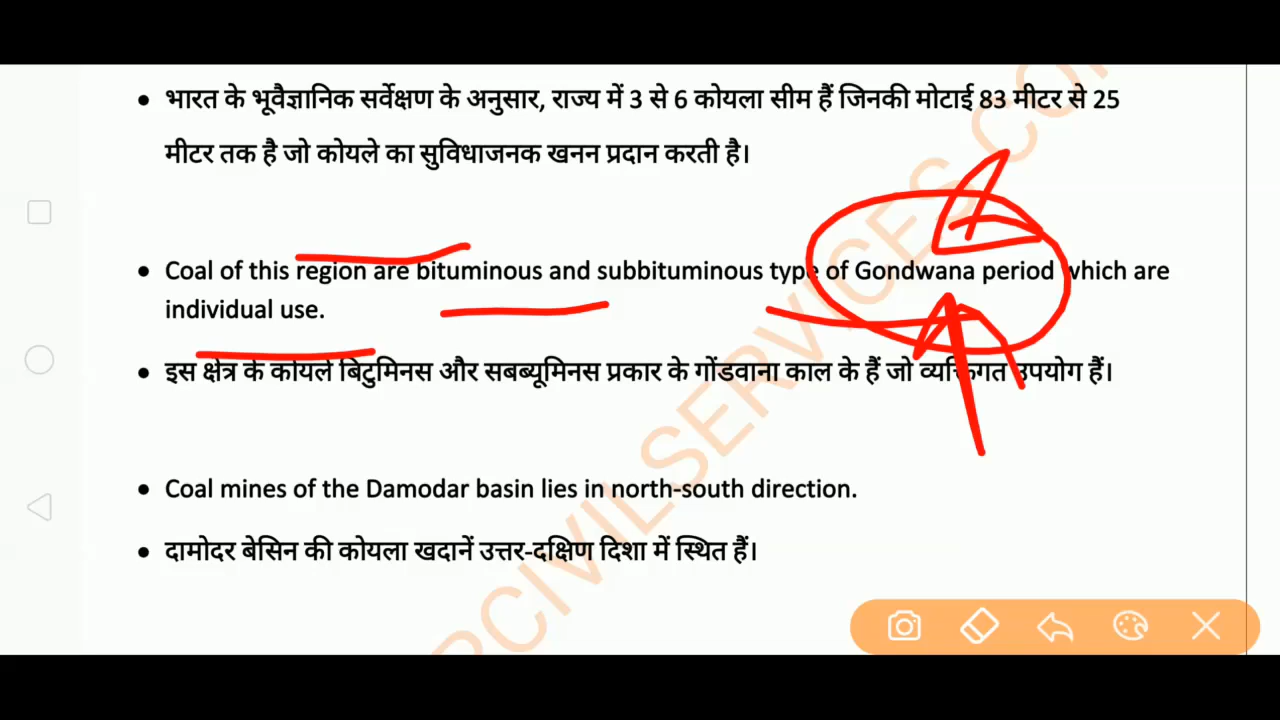 भारत के भूवैज्ञानिक सर्वेक्षण के अनुसार, राज्य में 3 से 6 कोयला सीम हैं जिनकी मोटाई 83 मीटर से 25
मीटर तक है जो कोयले का सुविधाजनक खनन प्रदान करती है।
Coal of this region are bituminous and subbituminous type of Gondwana period which are
individual use.
इस क्षेत्र के कोयले बिटुमिनस और सबब्यूमिनस प्रकार के गोंडवाना काल के हैं जो व्यक्तिगत उपयोग हैं।
Coal mines of the Damodar basin lies in north-south direction.
दामोदर बेसिन की कोयला खदानें उत्तर-दक्षिण दिशा में स्थित हैं।